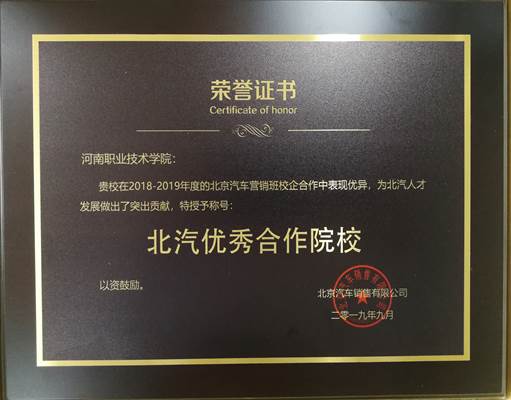 荣誉证书
Certificate of honor
河南职业技术学院：
贵校在2018-2019年度的北京汽车营销班校企合作中表现优异，为北汽人才
发展做出了突出贡献，特授予称号：
北汽优秀合作院校
以资鼓励。
北京汽车销售有限公司
二零一九年九月